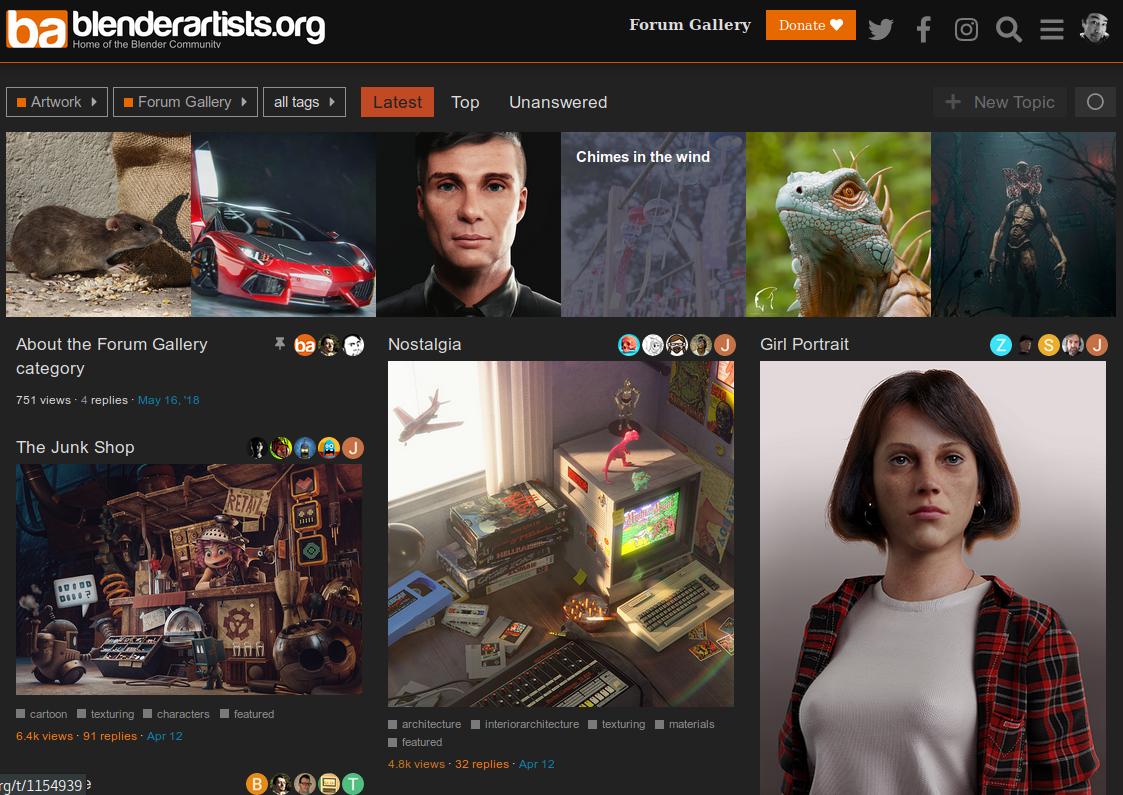 ba blenderartists.org
Home of the Blender Community
Forum Gallery
Donate
Artwork
Forum Gallery
all tags
Latest
Top
Unanswered
New Topic
Chimes in the wind
About the Forum Gallery
category
ba
751 views · 4 replies · May 16, '18
The Junk Shop
J
RETAIL
cartoon
texturing
characters
featured
6.4k views · 91 replies · Apr 12
B
T
rg/t/1154939
Nostalgia
J
HELLRAISER
architecture
interiorarchitecture
texturing
materials
featured
4.8k views · 32 replies · Apr 12
Girl Portrait
Z
S
J